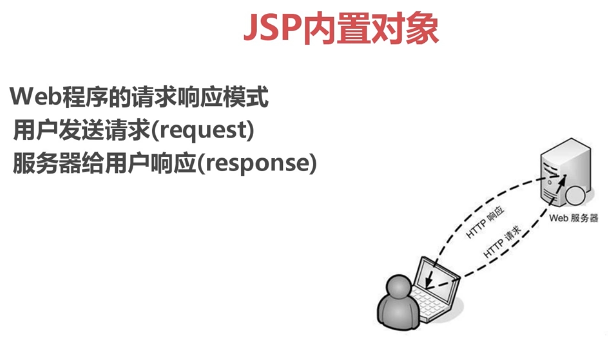 JSP内置对象
Web程序的请求响应模式
用户发送请求(request)
服务器给用户响应(response)
Web 服务器
HTTP 响应
HTTP 请求